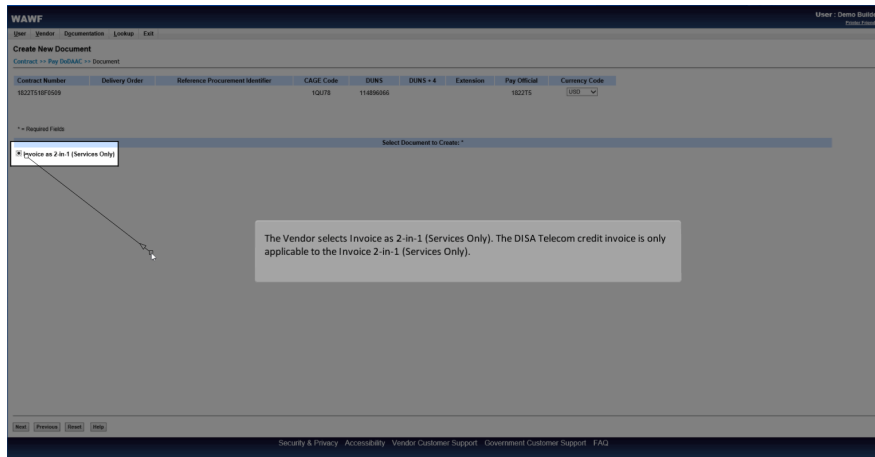 WAWF
User : Demo Builde
Printer Friend
User Vendor Documentation Lookup Exit
Create New Document
Contract >> Pay DoDAAC >> Document
Contract Number Delivery Order Reference Procurement Identifier CAGE Code DUNS DUNS + 4 Extension Pay Official Currency Code
1822TS18F0509 1QU78 114896066 1822TS USD
* = Required Fields
Select Document to Create: *
Invoice as 2-in-1 (Services Only)
The Vendor selects Invoice as 2-in-1 (Services Only). The DISA Telecom credit invoice is only
applicable to the Invoice 2-in-1 (Services Only).
Next Previous Reset Help
Security & Privacy Accessibility Vendor Customer Support Government Customer Support FAQ